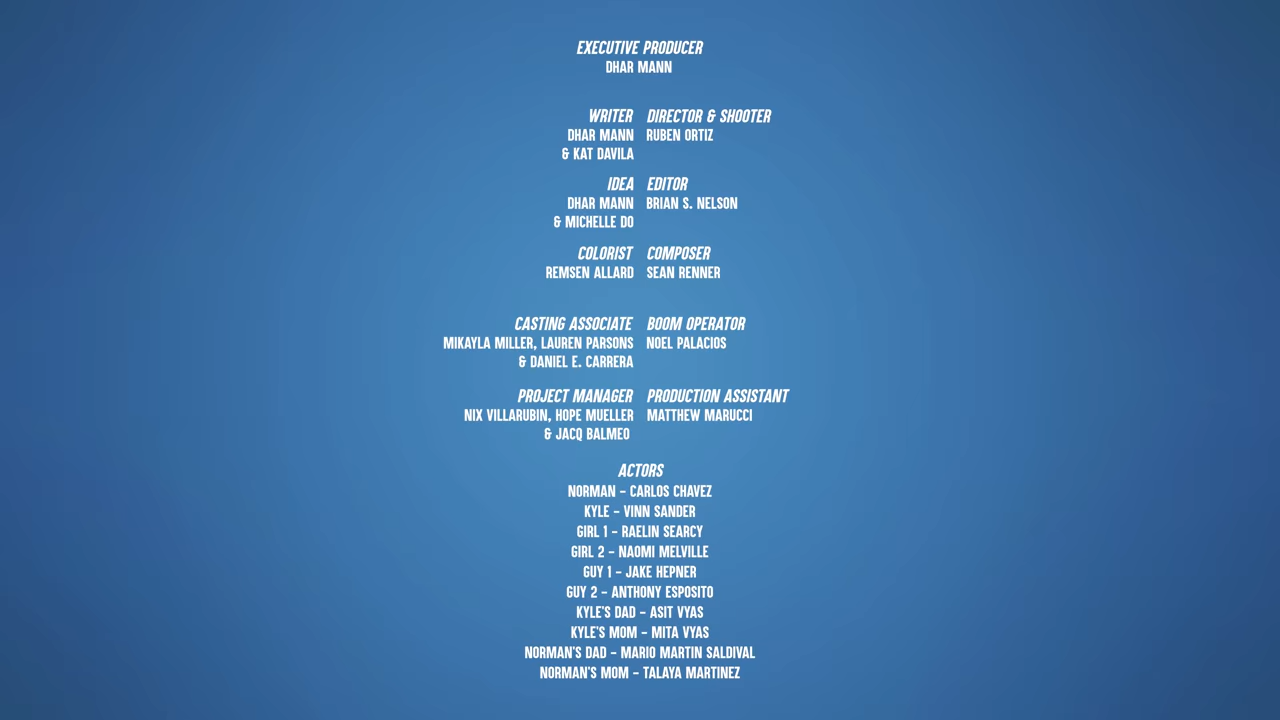 EXECUTIVE PRODUCER
DHAR MANN
WRITER
DHAR MANN
& KAT DAVILA
DIRECTOR & SHOOTER
RUBEN ORTIZ
IDEA
DHAR MANN
& MICHELLE DO
EDITOR
BRIAN S. NELSON
COLORIST
REMSEN ALLARD
COMPOSER
SEAN RENNER
CASTING ASSOCIATE
MIKAYLA MILLER, LAUREN PARSONS
& DANIEL E. CARRERA
BOOM OPERATOR
NOEL PALACIOS
PROJECT MANAGER
NIX VILLARUBIN, HOPE MUELLER
& JACQ BALMEO
PRODUCTION ASSISTANT
MATTHEW MARUCCI
ACTORS
NORMAN – CARLOS CHAVEZ
KYLE – VINN SANDER
GIRL 1 – RAELIN SEARCY
GIRL 2 – NAOMI MELVILLE
GUY 1 – JAKE HEPNER
GUY 2 – ANTHONY ESPOSITO
KYLE'S DAD – ASIT VYAS
KYLE'S MOM – MITA VYAS
NORMAN'S DAD – MARIO MARTIN SALDIVAL
NORMAN'S MOM – TALAYA MARTINEZ